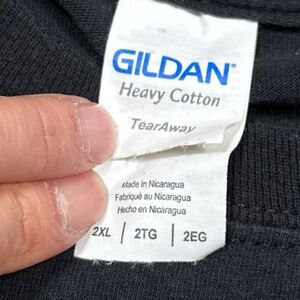 GILDAN®
Heavy Cotton
TearAway
Made in Nicaragua
Fabriqué au Nicaragua
Hecho en Nicaragua
2XL | 2TG | 2EG